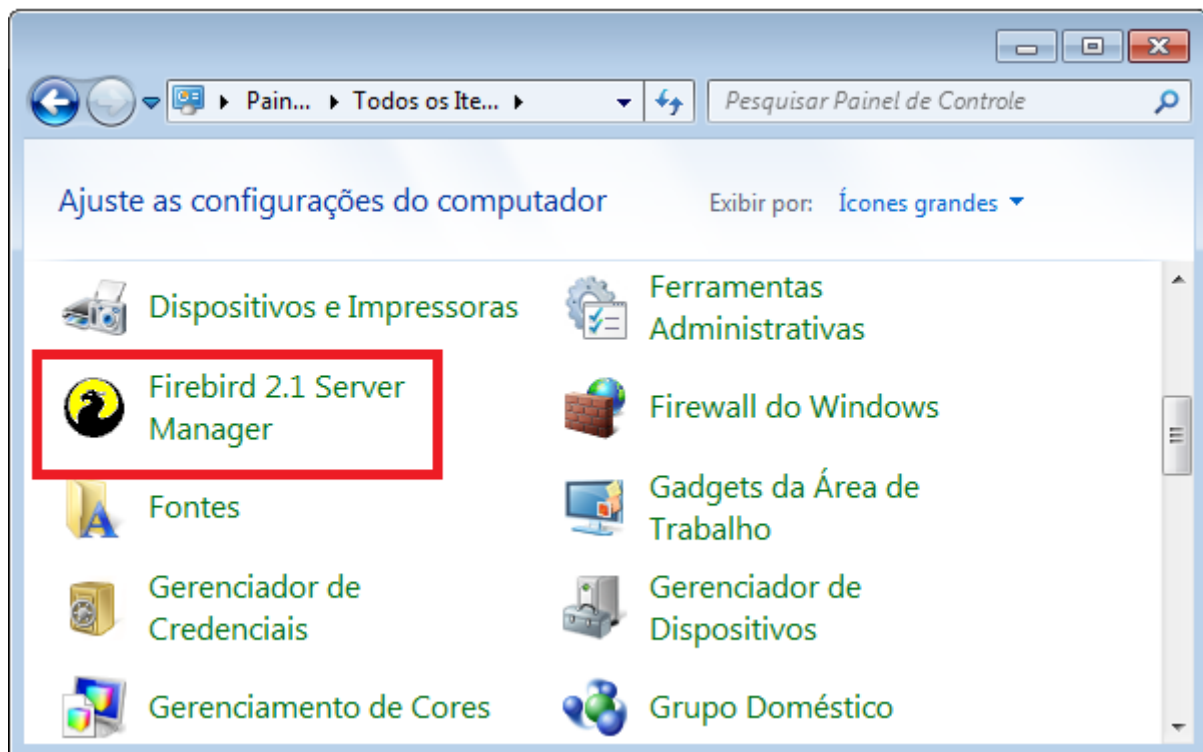 Pain... Todos os Ite...
Pesquisar Painel de Controle
Ajuste as configurações do computador
Exibir por: Ícones grandes
Dispositivos e Impressoras
Ferramentas
Administrativas
Firebird 2.1 Server
Manager
Firewall do Windows
Fontes
Gadgets da Área de
Trabalho
Gerenciador de
Credenciais
Gerenciador de
Dispositivos
Gerenciamento de Cores
Grupo Doméstico